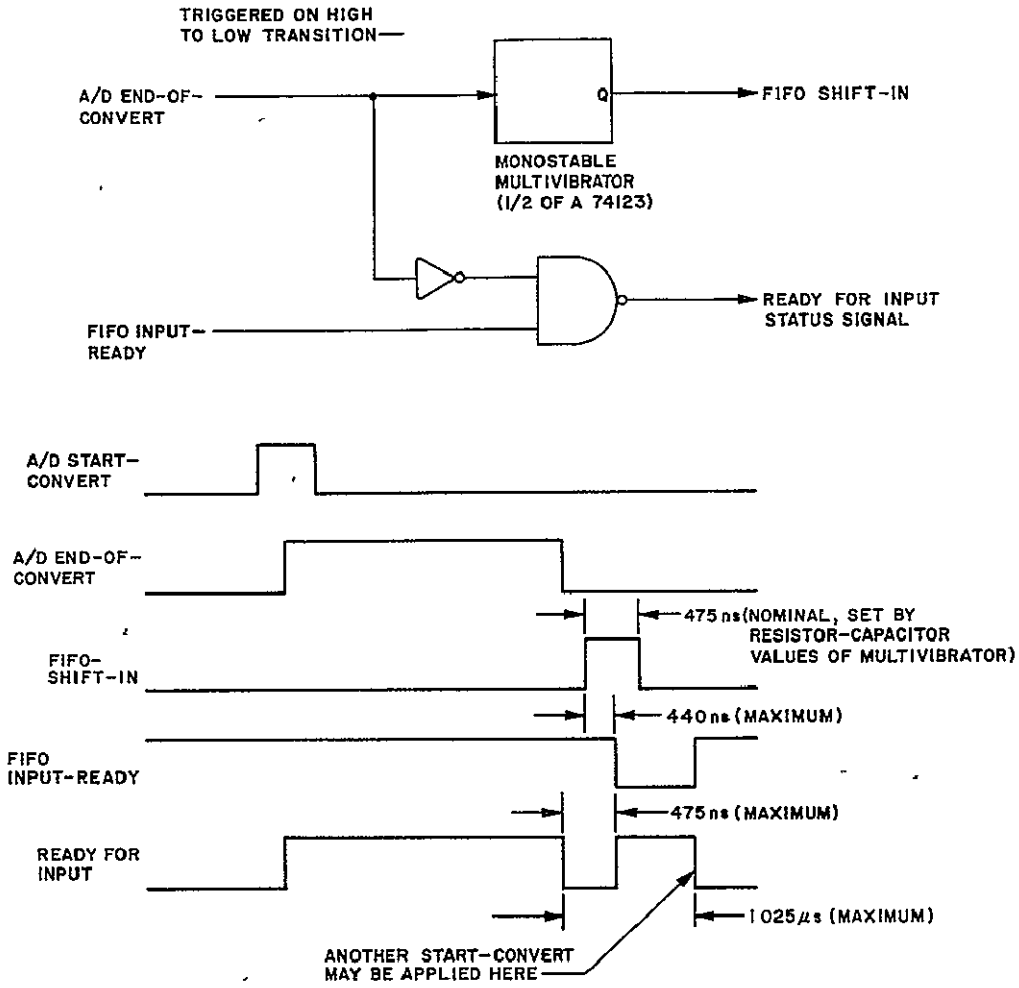 TRIGGERED ON HIGH
TO LOW TRANSITION—
A/D END-OF-
CONVERT
Q
FIFO SHIFT-IN
MONOSTABLE
MULTIVIBRATOR
(1/2 OF A 74123)
FIFO INPUT-
READY
READY FOR INPUT
STATUS SIGNAL
A/D START-
CONVERT
A/D END-OF-
CONVERT
475 ns (NOMINAL, SET BY
RESISTOR-CAPACITOR
VALUES OF MULTIVIBRATOR)
FIFO-
SHIFT-IN
440 ns (MAXIMUM)
FIFO
INPUT-READY
475 ns (MAXIMUM)
READY FOR
INPUT
1 025 µs (MAXIMUM)
ANOTHER START-CONVERT
MAY BE APPLIED HERE